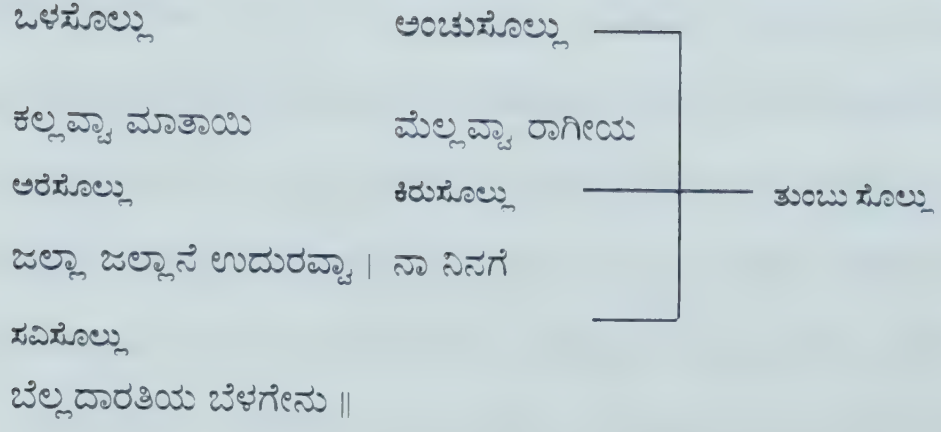 ಒಳಸೊಲ್ಲು ಅಂಚುಸೊಲ್ಲು
ಕಲ್ಲವ್ವಾ ಮಾತಾಯಿ ಮೆಲ್ಲವ್ವಾ ರಾಗೀಯ
ಅರೆಸೊಲ್ಲು ಕಿರುಸೊಲ್ಲು ತುಂಬು ಸೊಲ್ಲು
ಜಲ್ಲಾ ಜಲ್ಲಾನೆ ಉದುರವ್ವಾ | ನಾ ನಿನಗೆ
ಸವಿಸೊಲ್ಲು
ಬೆಲ್ಲದಾರತಿಯ ಬೆಳಗೇನು ||